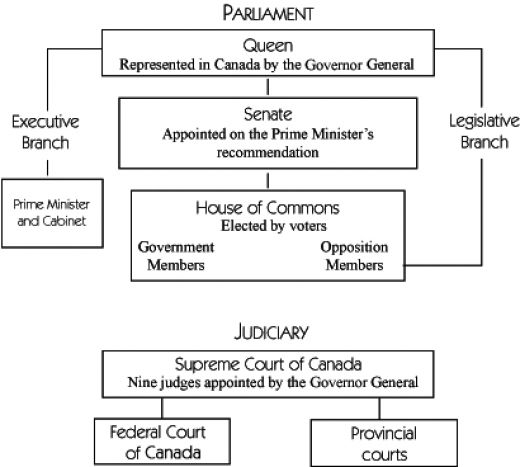 PARLIAMENT
Queen
Represented in Canada by the Governor General
Executive
Branch
Legislative
Branch
Senate
Appointed on the Prime Minister's
recommendation
Prime Minister
and Cabinet
House of Commons
Elected by voters
Government
Members
Opposition
Members
JUDICIARY
Supreme Court of Canada
Nine judges appointed by the Governor General
Federal Court
of Canada
Provincial
courts